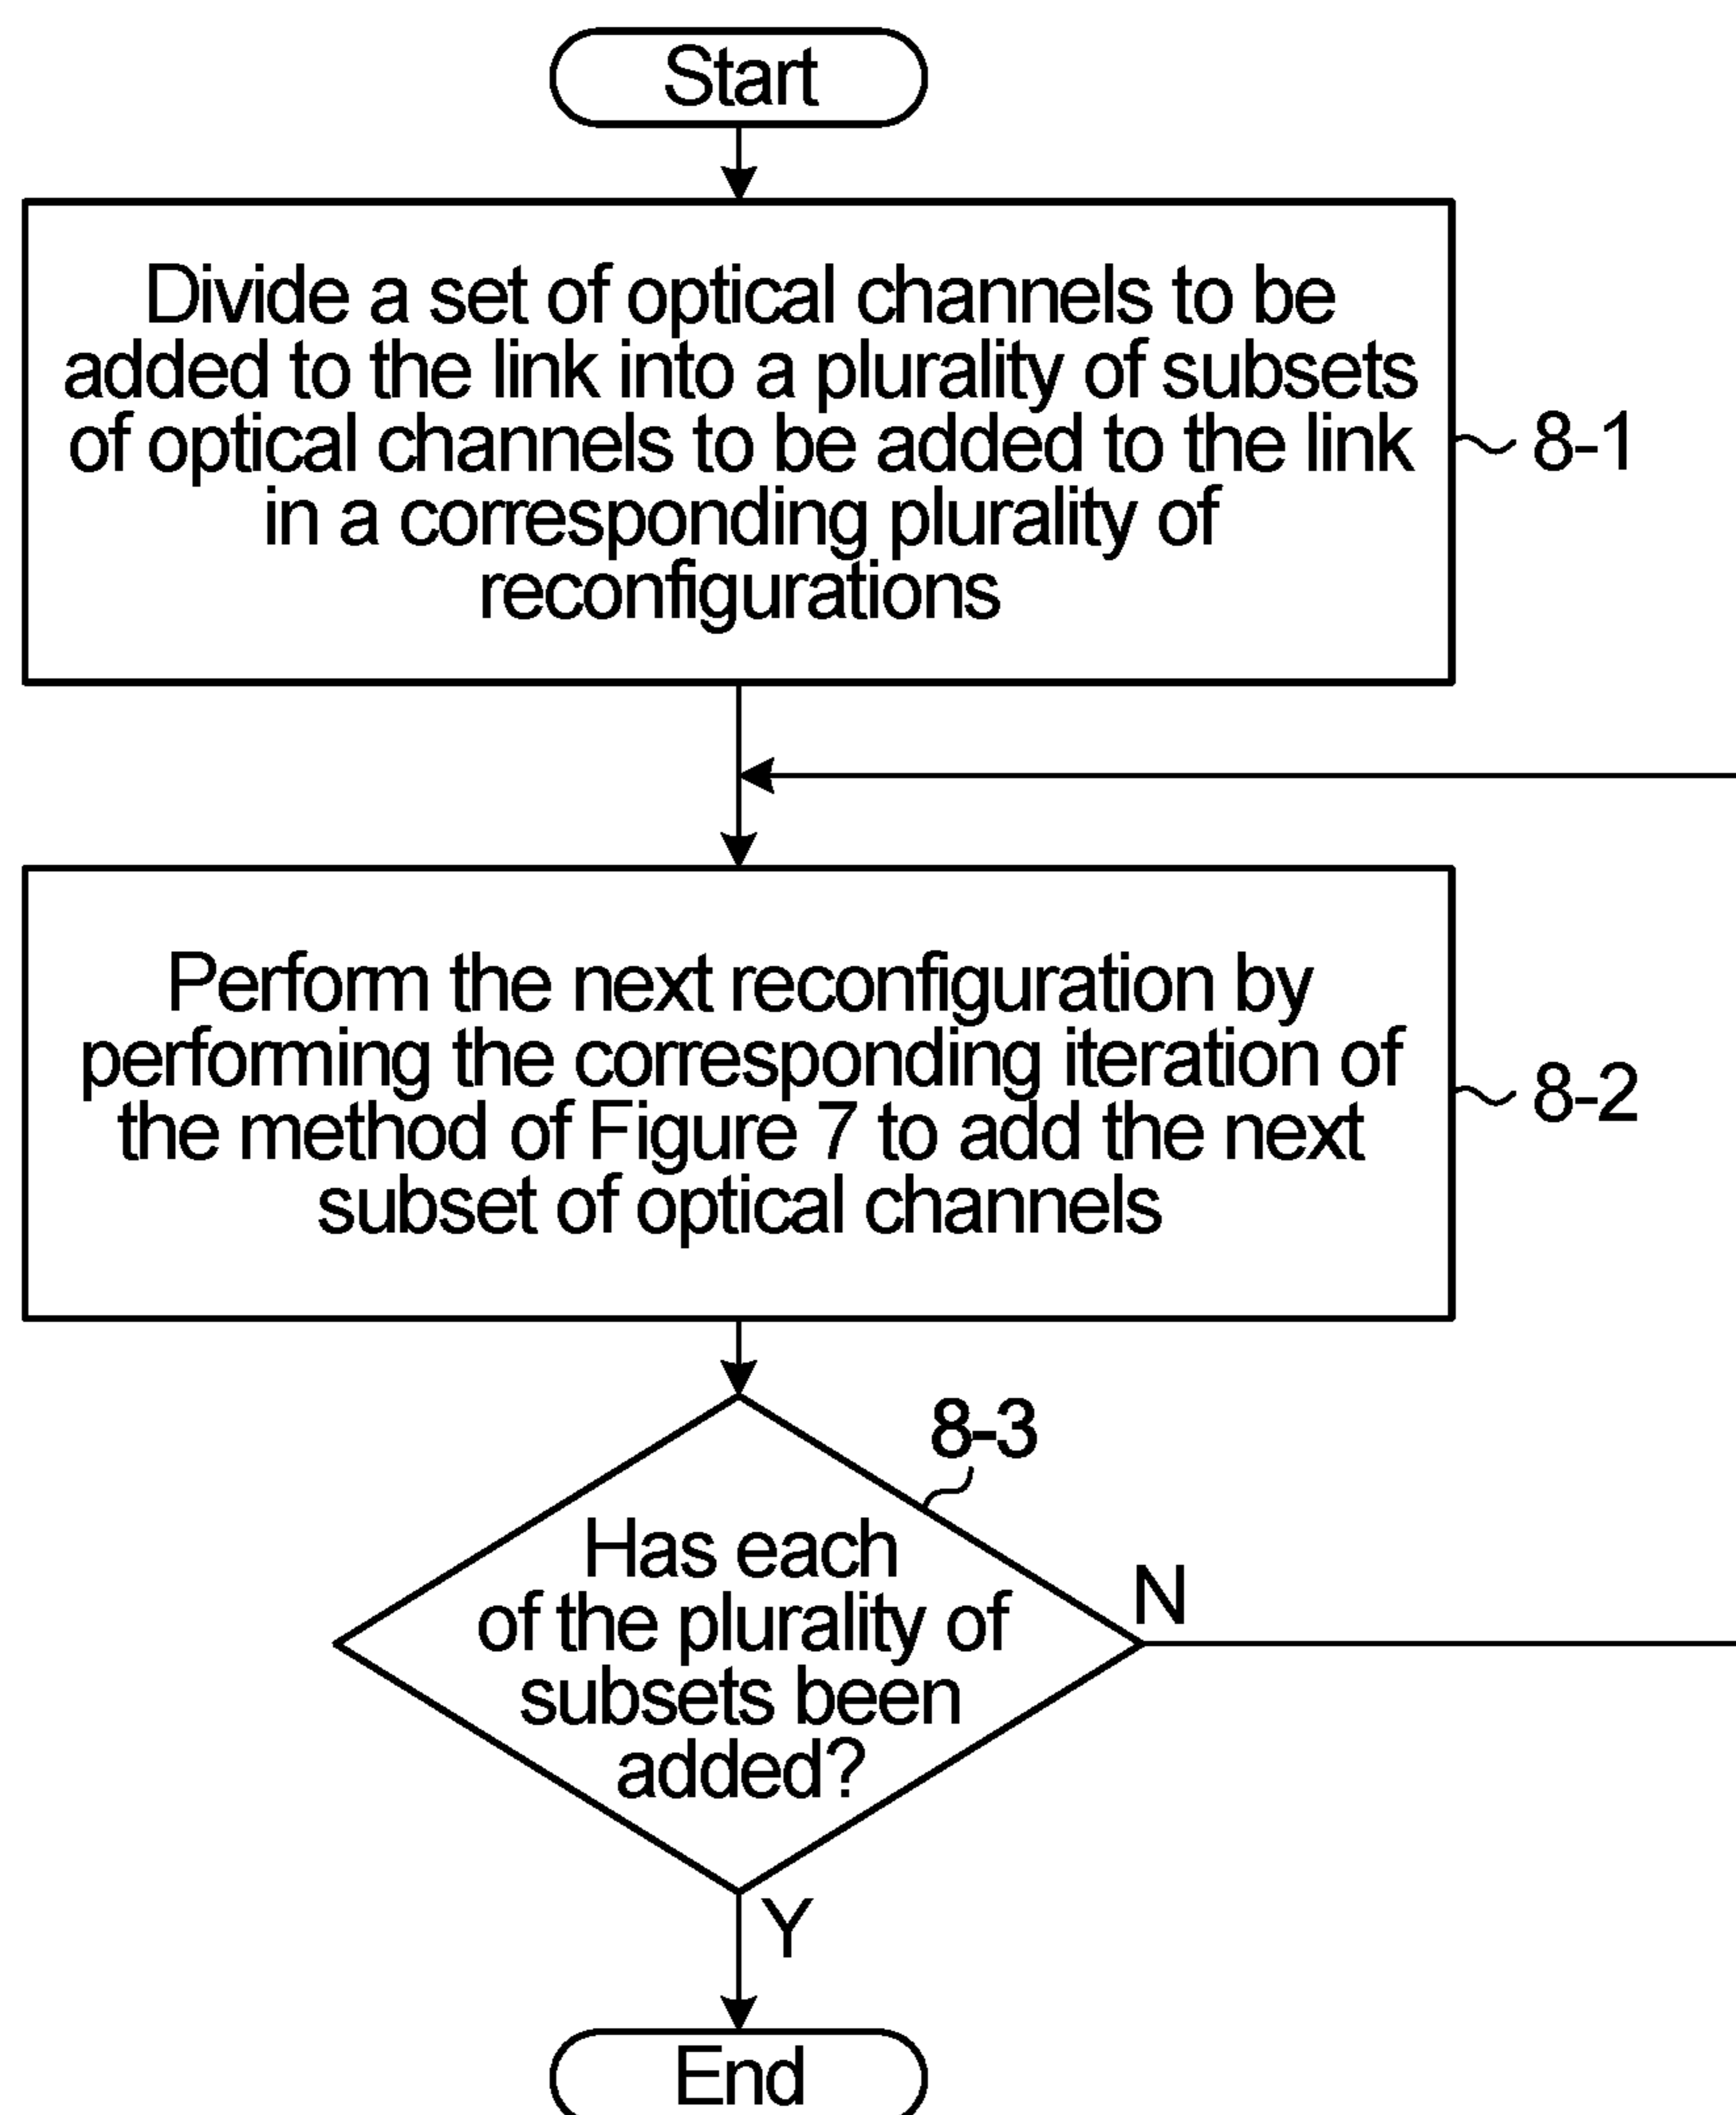 Start
Divide a set of optical channels to be
added to the link into a plurality of subsets
of optical channels to be added to the link
in a corresponding plurality of
reconfigurations
8-1
Perform the next reconfiguration by
performing the corresponding iteration of
the method of Figure 7 to add the next
subset of optical channels
8-2
8-3
Has each
of the plurality of
subsets been
added?
N
Y
End